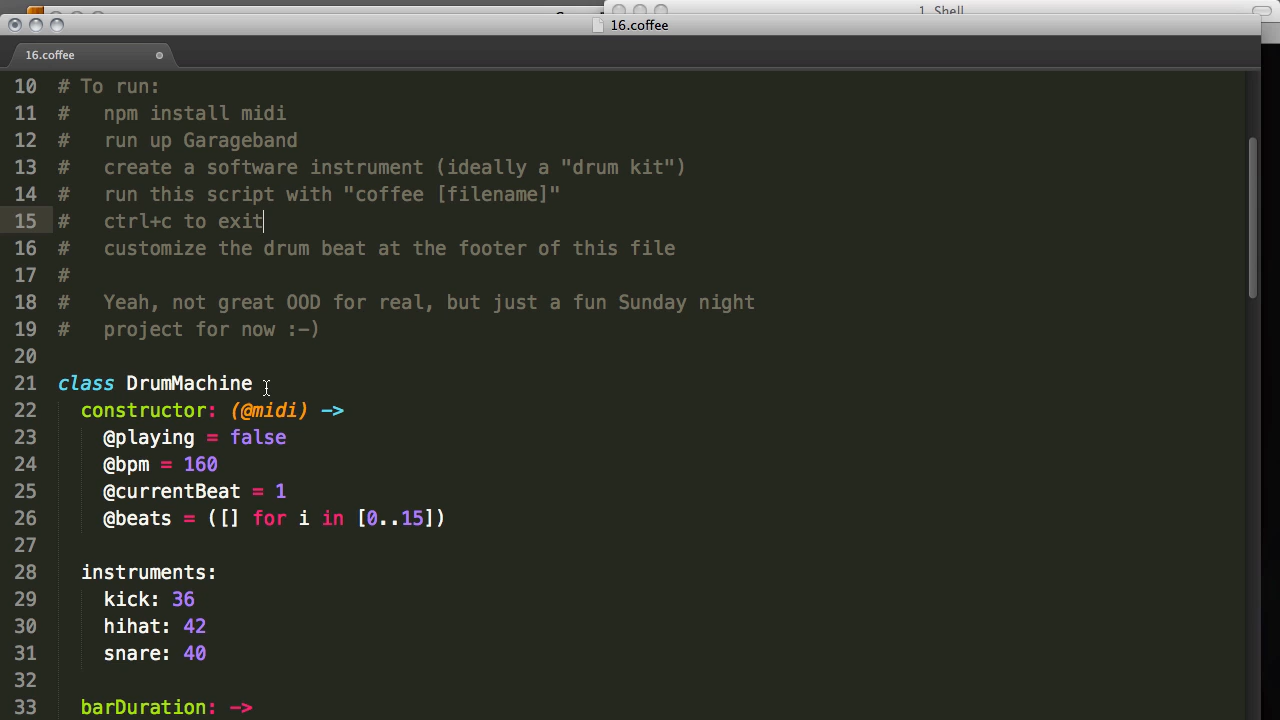 1. Shell
16.coffee
16.coffee
10 # To run:
11 #   npm install midi
12 #   run up Garageband
13 #   create a software instrument (ideally a "drum kit")
14 #   run this script with "coffee [filename]"
15 #   ctrl+c to exit
16 #   customize the drum beat at the footer of this file
17 #
18 #   Yeah, not great OOD for real, but just a fun Sunday night
19 #   project for now :-)
20
21 class DrumMachine
22   constructor: (@midi) ->
23     @playing = false
24     @bpm = 160
25     @currentBeat = 1
26     @beats = ([] for i in [0..15])
27
28   instruments:
29     kick: 36
30     hihat: 42
31     snare: 40
32
33   barDuration: ->